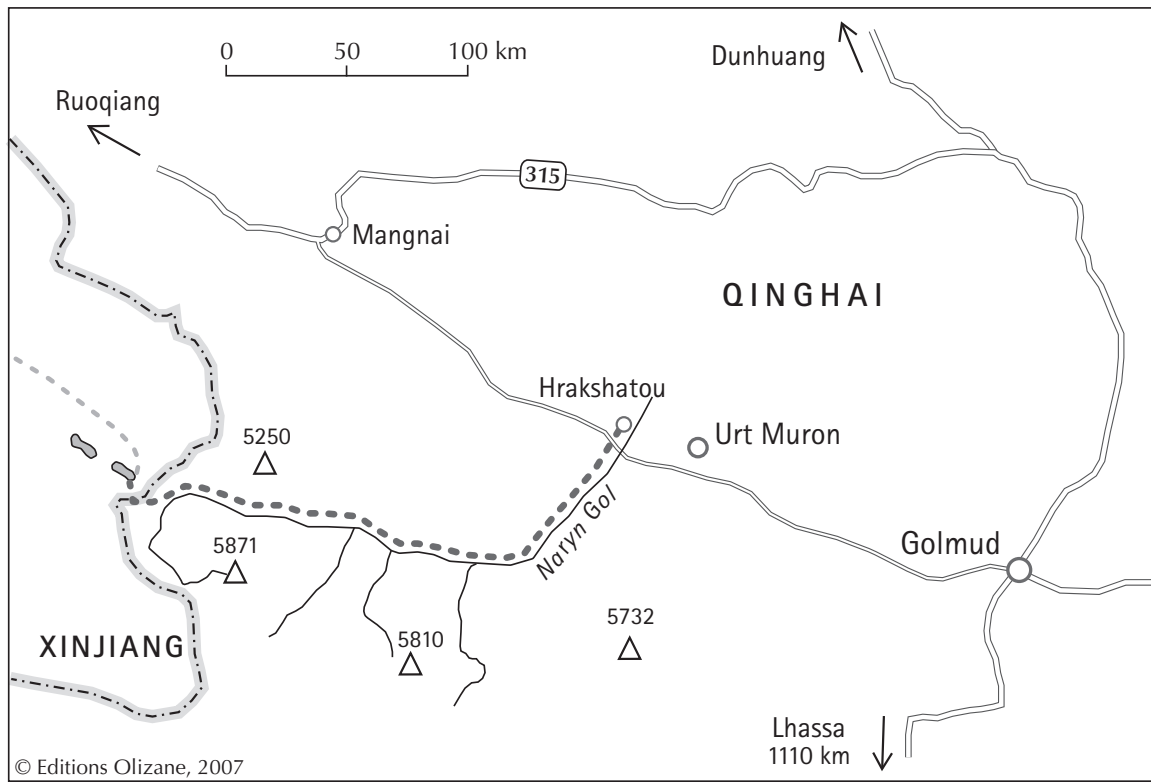 0 50 100 km
Dunhuang
Ruoqiang
315
Mangnai
QINGHAI
Hrakshatou
Urt Muron
5250
Naryn Gol
Golmud
5871
5732
5810
XINJIANG
Lhassa
1110 km
© Editions Olizane, 2007